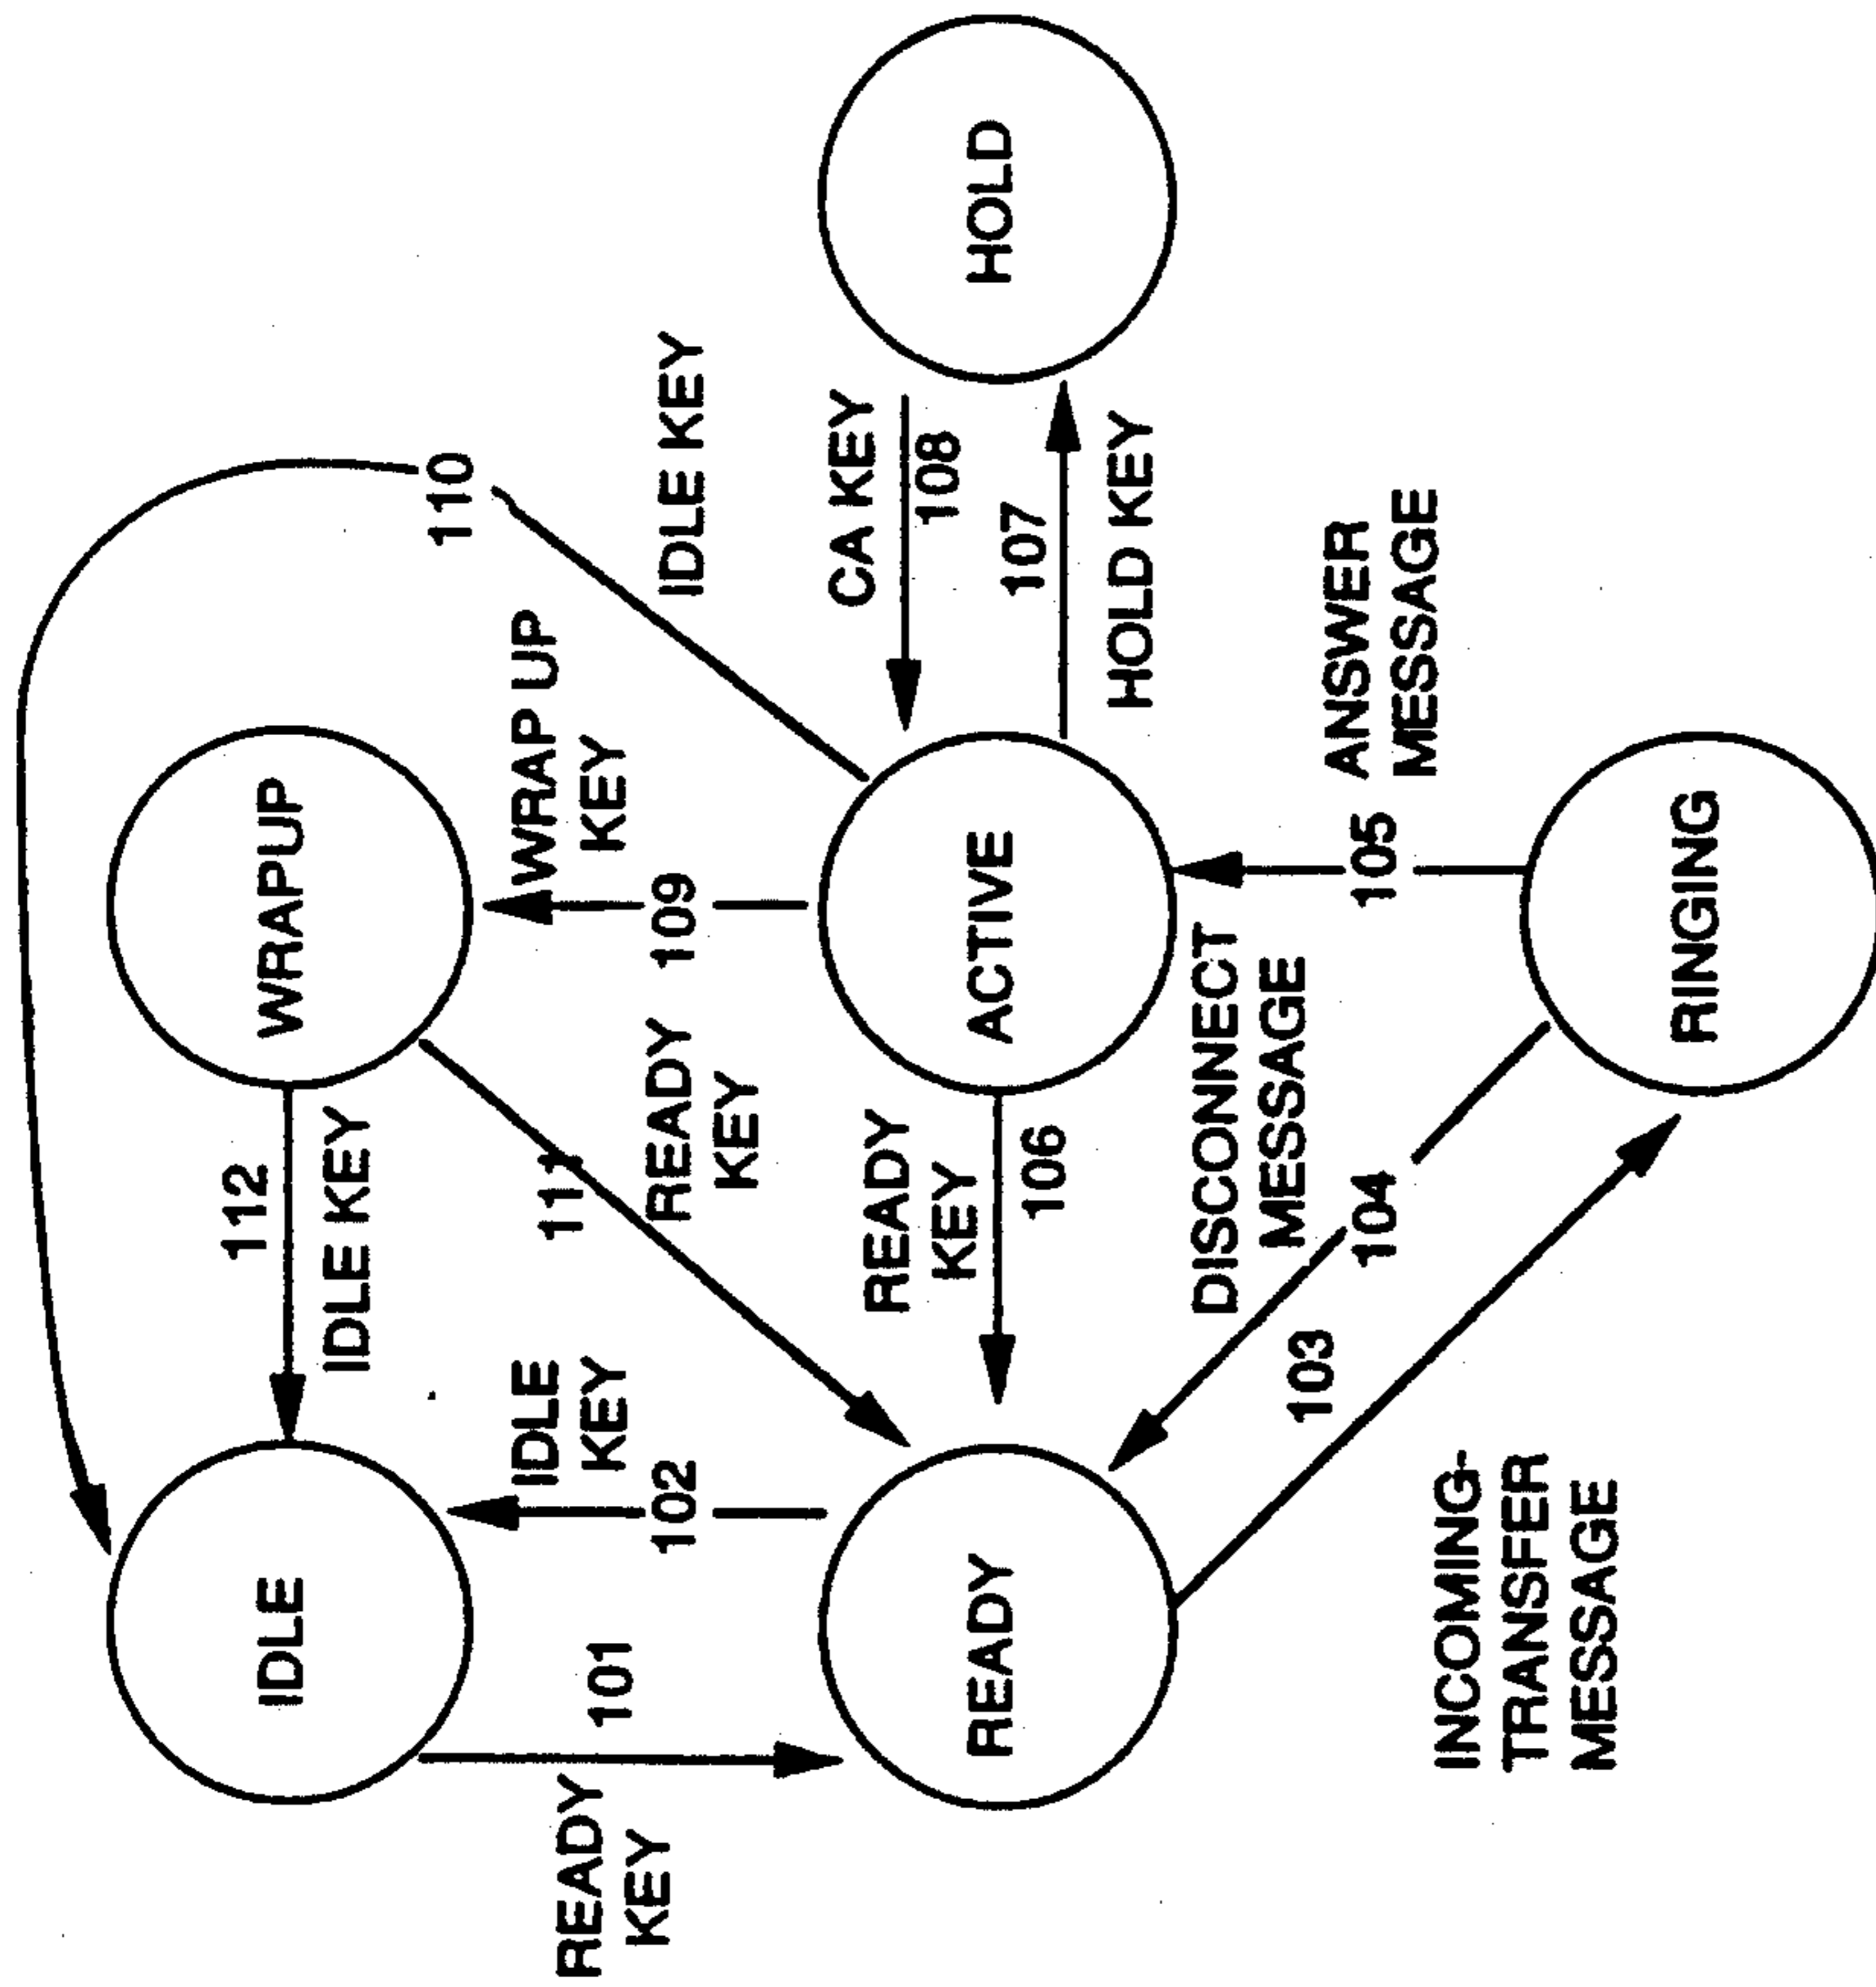 110
IDLE
112
IDLE KEY
WRAPUP
READY
KEY
101
102
IDLE
KEY
111
READY
KEY
109
WRAP UP
KEY
IDLE KEY
READY
READY
KEY
106
ACTIVE
CA KEY
108
107
HOLD KEY
HOLD
103
104
DISCONNECT
MESSAGE
105
ANSWER
MESSAGE
INCOMING-
TRANSFER
MESSAGE
RINGING